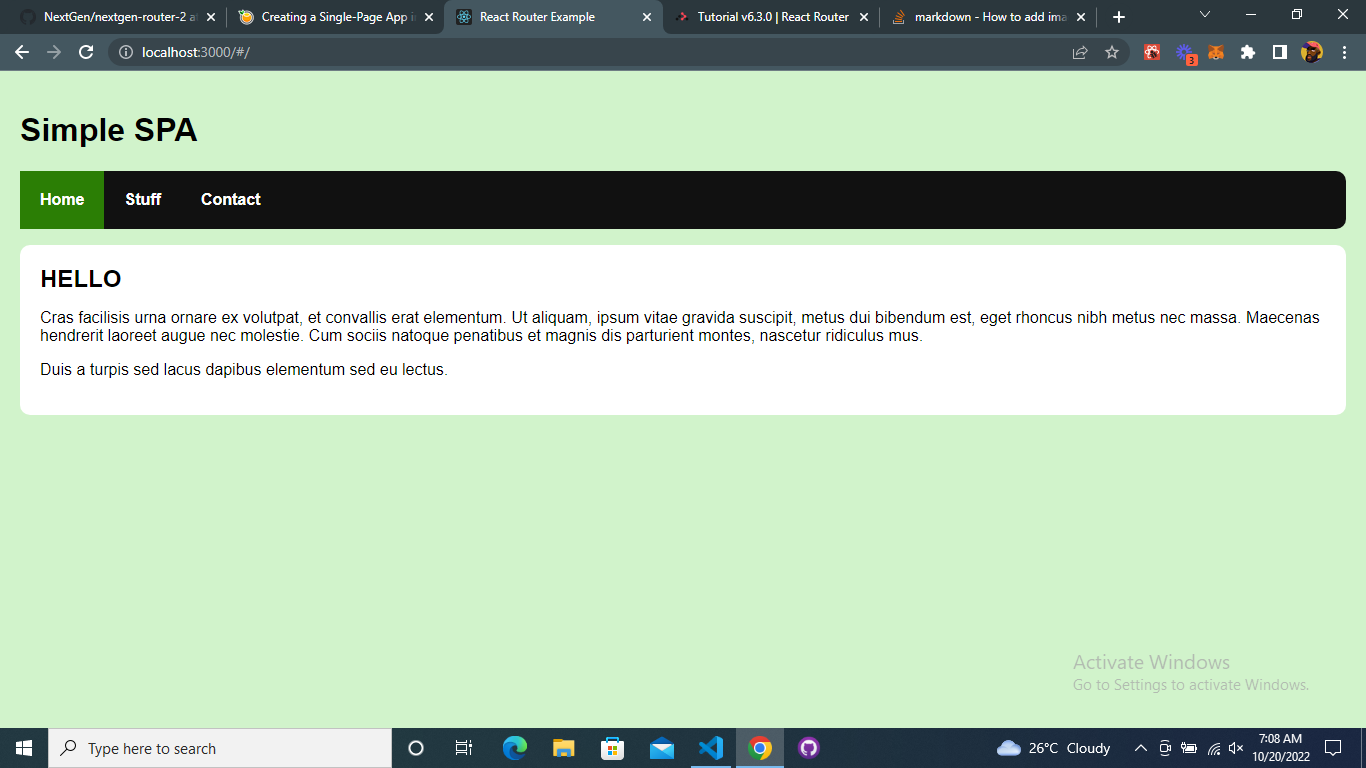 NextGen/nextgen-router-2 at
Creating a Single-Page App in
React Router Example
Tutorial v6.3.0 | React Router
markdown - How to add ima
localhost:3000/#/
3
Simple SPA
Home Stuff Contact
HELLO
Cras facilisis urna ornare ex volutpat, et convallis erat elementum. Ut aliquam, ipsum vitae gravida suscipit, metus dui bibendum est, eget rhoncus nibh metus nec massa. Maecenas
hendrerit laoreet augue nec molestie. Cum sociis natoque penatibus et magnis dis parturient montes, nascetur ridiculus mus.
Duis a turpis sed lacus dapibus elementum sed eu lectus.
Activate Windows
Go to Settings to activate Windows.
Type here to search
26°C Cloudy
7:08 AM
10/20/2022